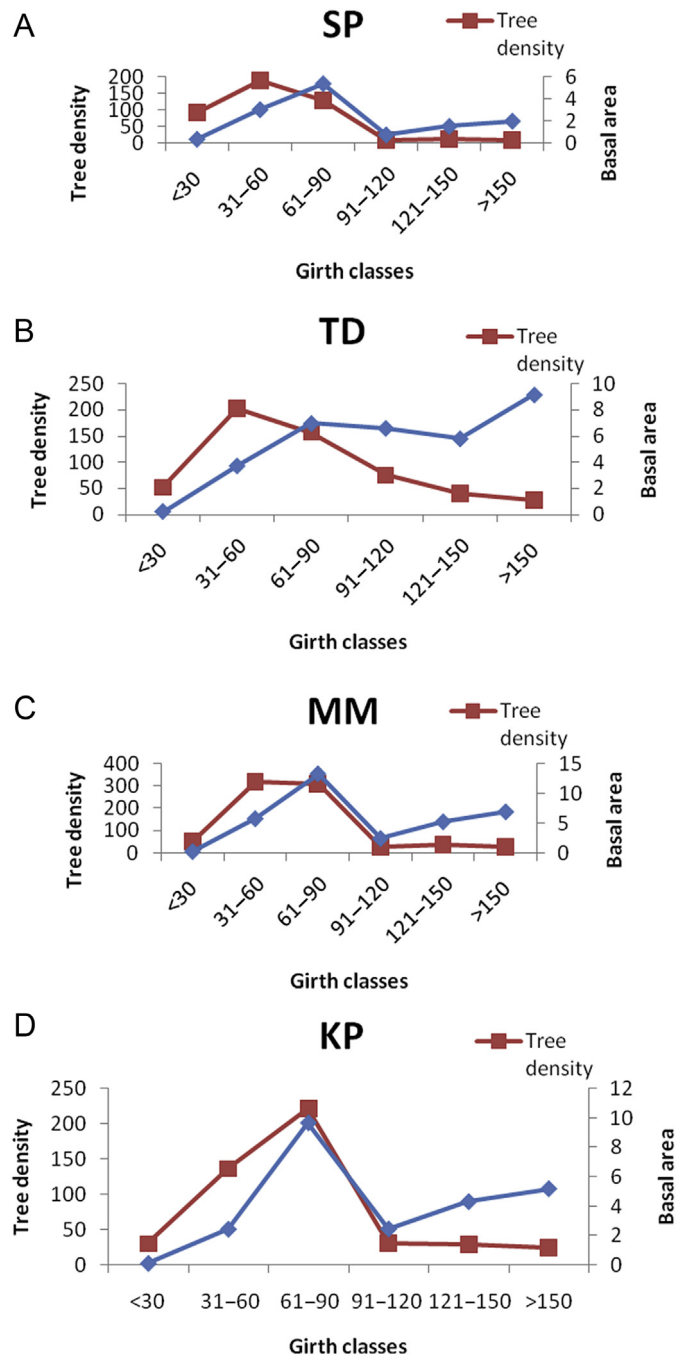 A
SP
Tree
density
200
150
100
50
0
Tree density
6
4
2
0
Basal area
<30
31–60
61–90
91–120
121–150
>150
Girth classes
B
TD
Tree
density
250
200
150
100
50
0
Tree density
10
8
6
4
2
0
Basal area
<30
31–60
61–90
91–120
121–150
>150
Girth classes
C
MM
Tree
density
400
300
200
100
0
Tree density
15
10
5
0
Basal area
<30
31–60
61–90
91–120
121–150
>150
Girth classes
D
KP
Tree
density
250
200
150
100
50
0
Tree density
12
10
8
6
4
2
0
Basal area
<30 31–60 61–90 91–120 121–150 >150
Girth classes